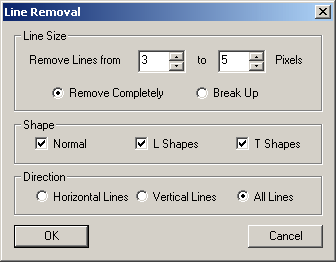 Line Removal
Line Size
Remove Lines from 3 to 5 Pixels
Remove Completely Break Up
Shape
Normal L Shapes T Shapes
Direction
Horizontal Lines Vertical Lines All Lines
OK Cancel